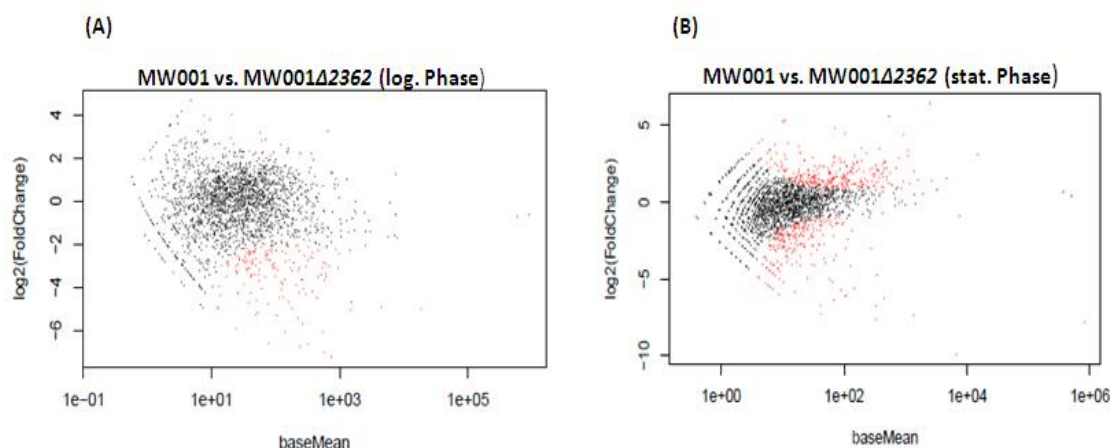 (A)
MW001 vs. MW001Δ2362 (log. Phase)
log2(FoldChange)
4
2
0
−2
−4
−6
1e−01
1e+01
1e+03
1e+05
baseMean
(B)
MW001 vs. MW001Δ2362 (stat. Phase)
log2(FoldChange)
5
0
−5
−10
1e+00
1e+02
1e+04
1e+06
baseMean